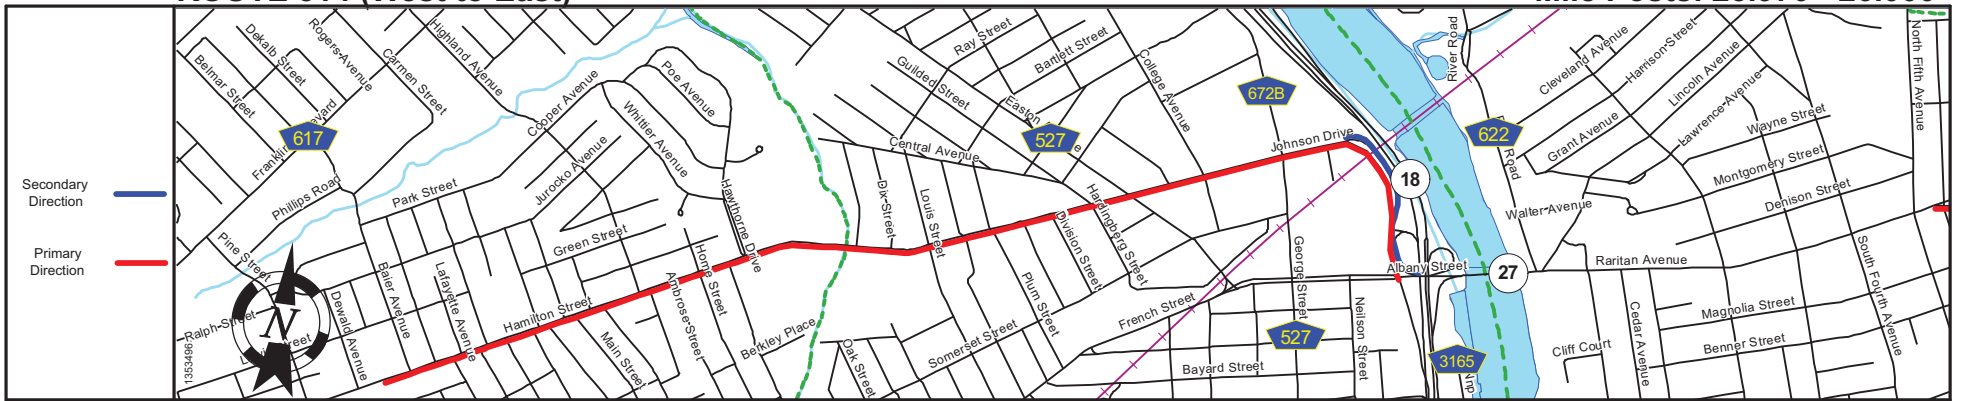 Secondary
Direction
Primary
Direction
Belmar Street
Dekalb Street
Rogers-Avenue
Carmen Street
Highland Avenue
617
Phillips Road
Pine Street
Ralph-Street
N
1353496
Park Street
Cooper Avenue
Jurocko Avenue
Whittier Avenue
Poe Avenue
Green Street
Hawthorne Drive
Home Street
Ambrose-Street
Baier Avenue
Lafayette Avenue
Dewald Avenue
Hamilton Street
Main Street
Berkley Place
Oak Street
Central Avenue
Dix-Street
Louis Street
Plum Street
Division Street
Hardingberg Street
Somerset Street
French Street
Guilden Street
Ray Street
Bartlett Street
Easton
527
College Avenue
672B
Johnson Drive
18
George Street
Neilson Street
Bayard Street
527
Albany Street
27
3165
River Road
622
Road
Cleveland Avenue
Harrison-Street
Lincoln Avenue
Lawrence-Avenue
Grant Avenue
Wayne Street
Montgomery Street
Denison Street
Walter-Avenue
Raritan Avenue
Magnolia Street
Benner Street
Cliff Court
Cedar Avenue
South Fourth Avenue
North Fifth Avenue